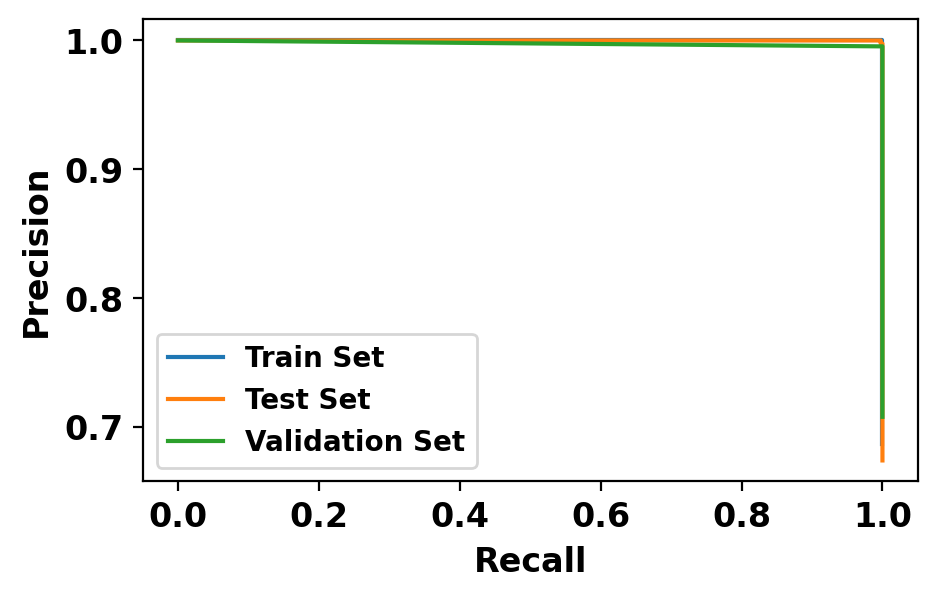 1.0
0.9
0.8
0.7
Precision
Train Set
Test Set
Validation Set
0.0 0.2 0.4 0.6 0.8 1.0
Recall